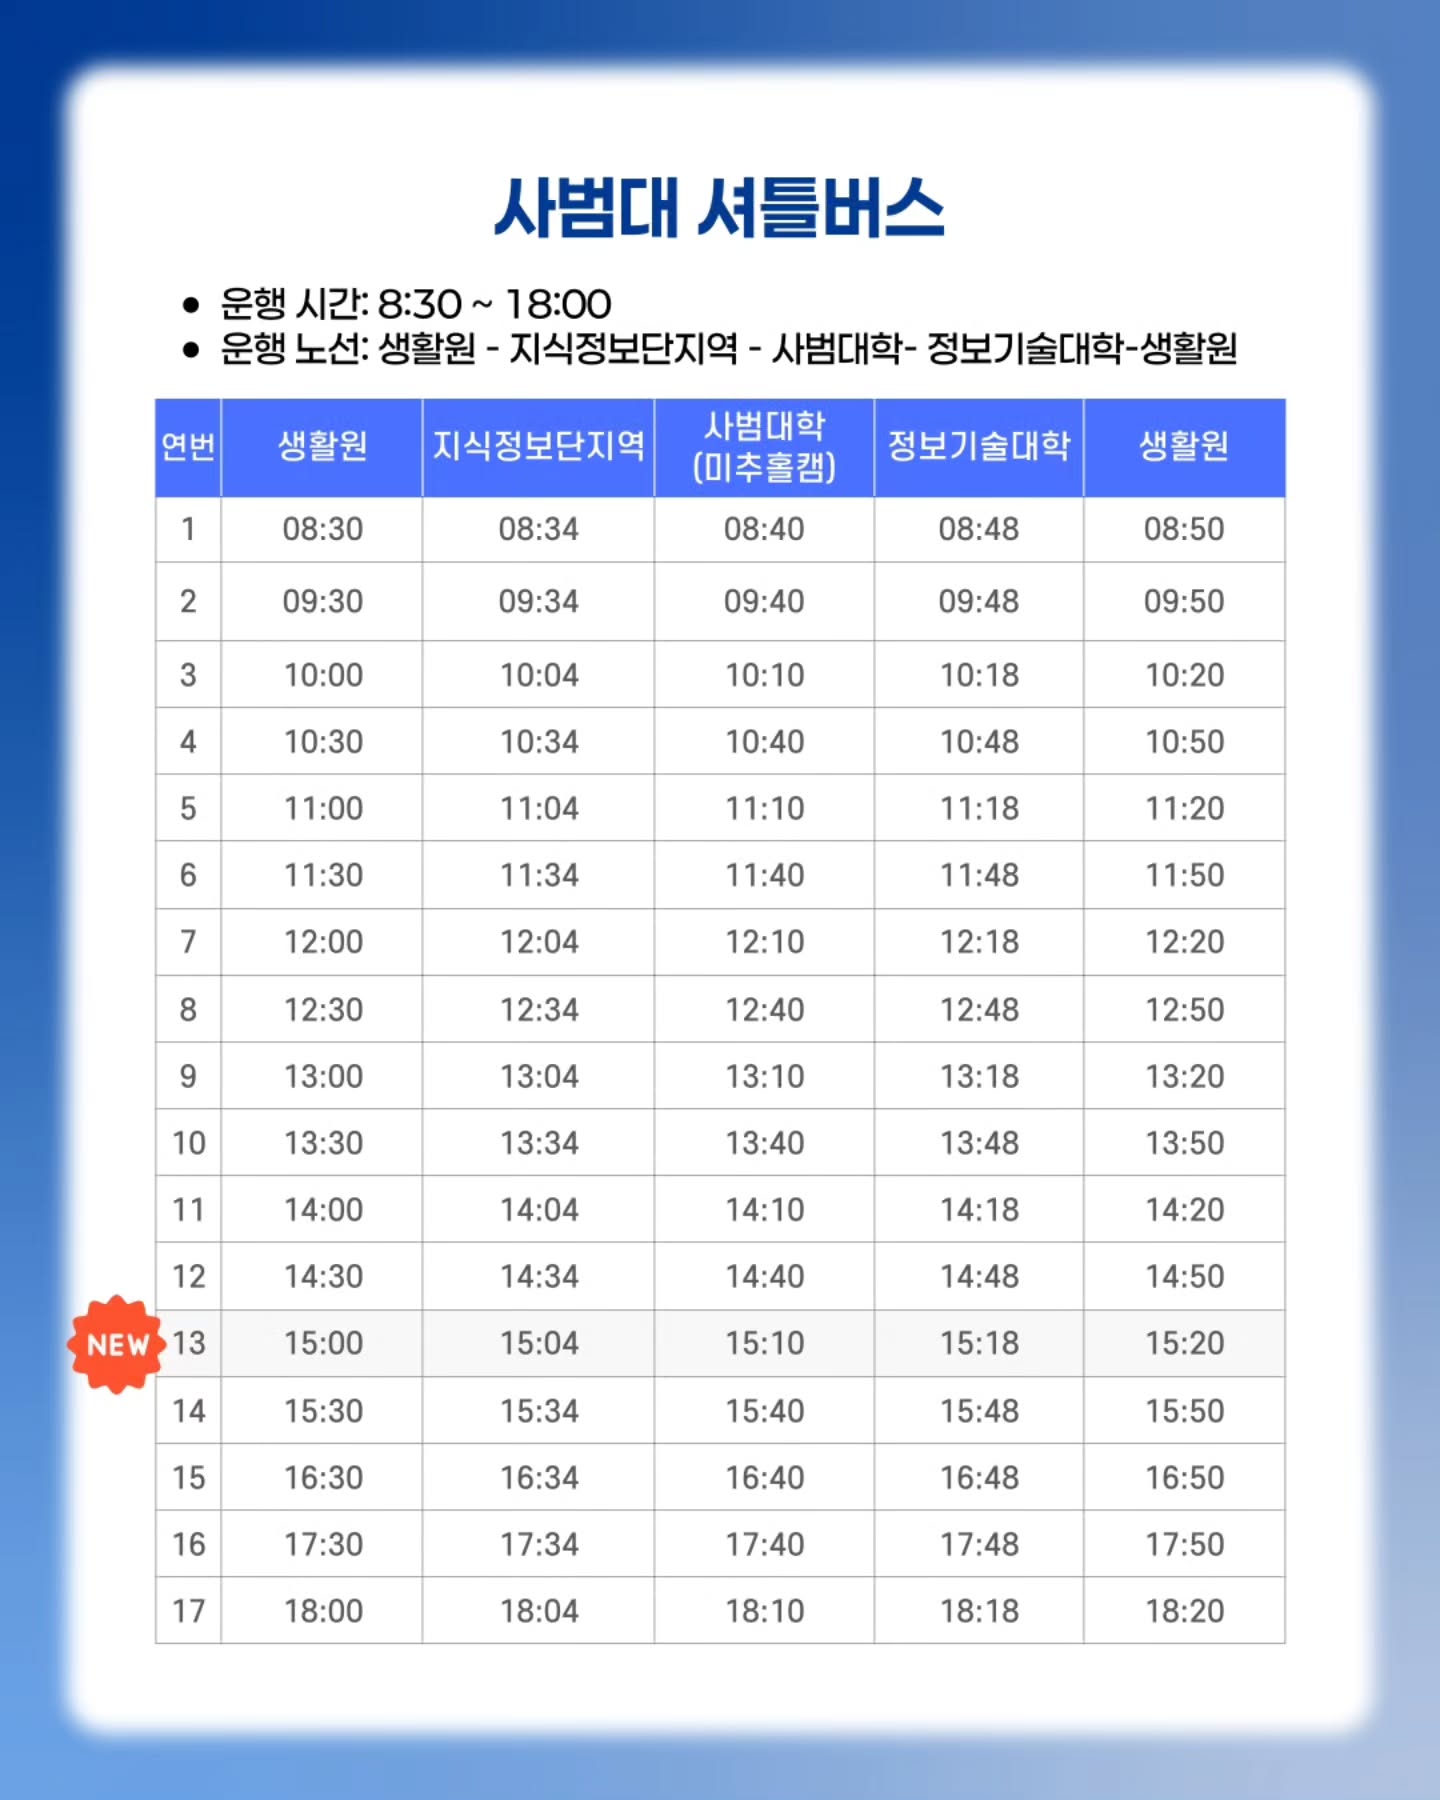 사범대 셔틀버스
● 운행 시간: 8:30 ~ 18:00
● 운행 노선: 생활원 - 지식정보단지역 - 사범대학- 정보기술대학-생활원
연번 생활원 지식정보단지역 사범대학 (미추홀캠) 정보기술대학 생활원
1 08:30 08:34 08:40 08:48 08:50
2 09:30 09:34 09:40 09:48 09:50
3 10:00 10:04 10:10 10:18 10:20
4 10:30 10:34 10:40 10:48 10:50
5 11:00 11:04 11:10 11:18 11:20
6 11:30 11:34 11:40 11:48 11:50
7 12:00 12:04 12:10 12:18 12:20
8 12:30 12:34 12:40 12:48 12:50
9 13:00 13:04 13:10 13:18 13:20
10 13:30 13:34 13:40 13:48 13:50
11 14:00 14:04 14:10 14:18 14:20
12 14:30 14:34 14:40 14:48 14:50
NEW 13 15:00 15:04 15:10 15:18 15:20
14 15:30 15:34 15:40 15:48 15:50
15 16:30 16:34 16:40 16:48 16:50
16 17:30 17:34 17:40 17:48 17:50
17 18:00 18:04 18:10 18:18 18:20